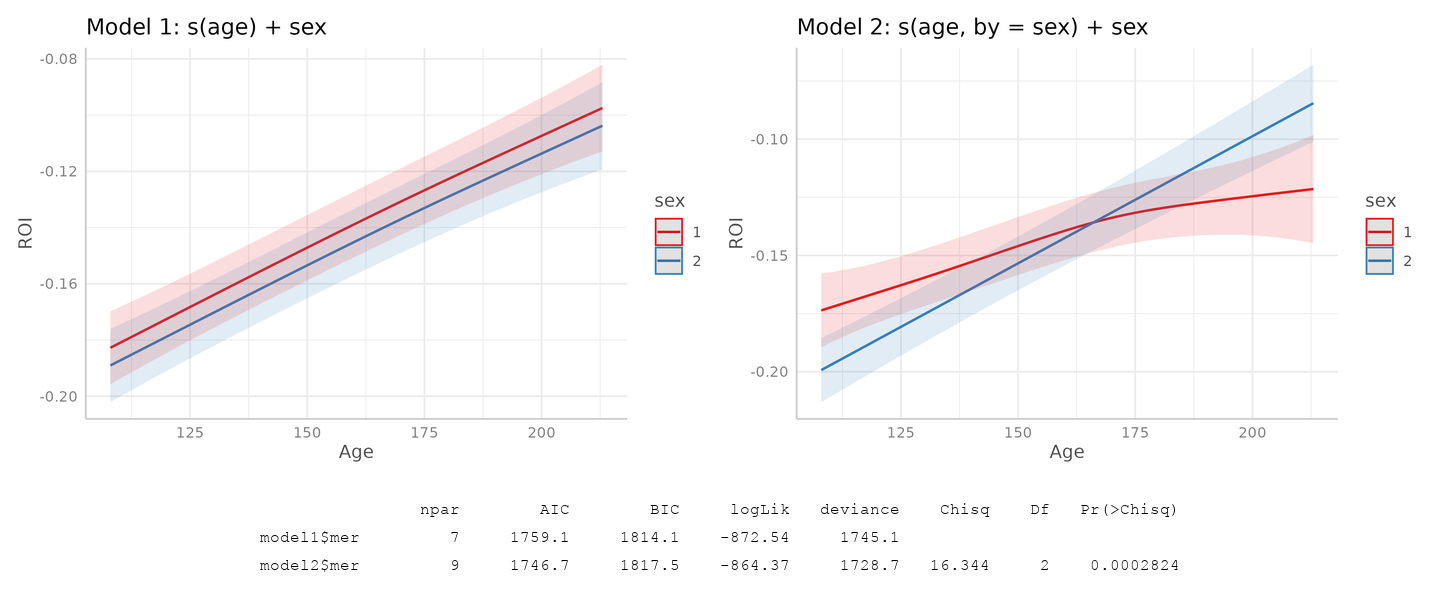 Model 1: s(age) + sex
-0.08
-0.12
-0.16
-0.20
ROI
125 150 175 200
Age
sex
1
2
Model 2: s(age, by = sex) + sex
-0.10
-0.15
-0.20
ROI
125 150 175 200
Age
sex
1
2
npar AIC BIC logLik deviance Chisq Df Pr(>Chisq)
model1$mer 7 1759.1 1814.1 -872.54 1745.1
model2$mer 9 1746.7 1817.5 -864.37 1728.7 16.344 2 0.0002824